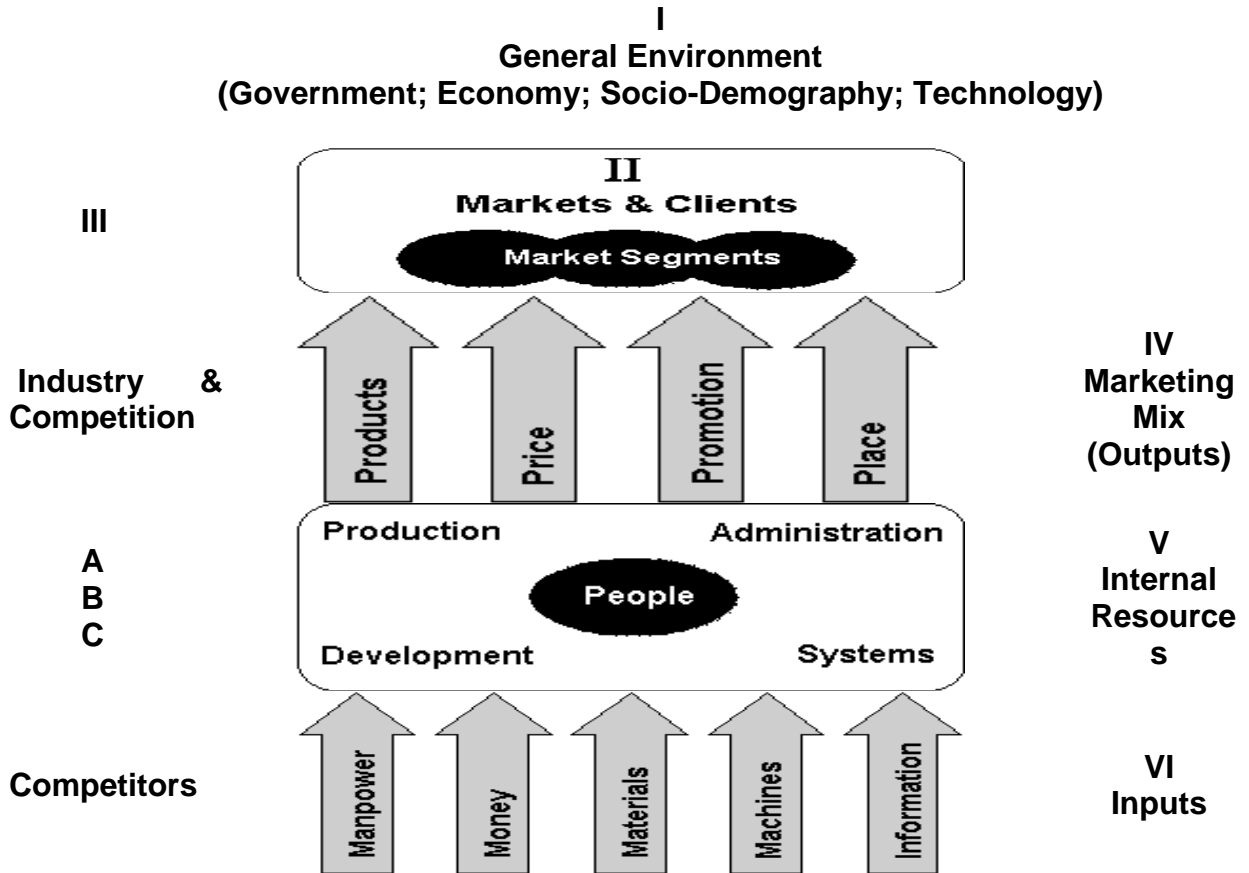 I
General Environment
(Government; Economy; Socio-Demography; Technology)
II
Markets & Clients
Market Segments
III
Industry &
Competition
Products
Price
Promotion
Place
IV
Marketing
Mix
(Outputs)
A
B
C
Production
Administration
People
Development
Systems
V
Internal
Resource
s
Competitors
Manpower
Money
Materials
Machines
Information
VI
Inputs